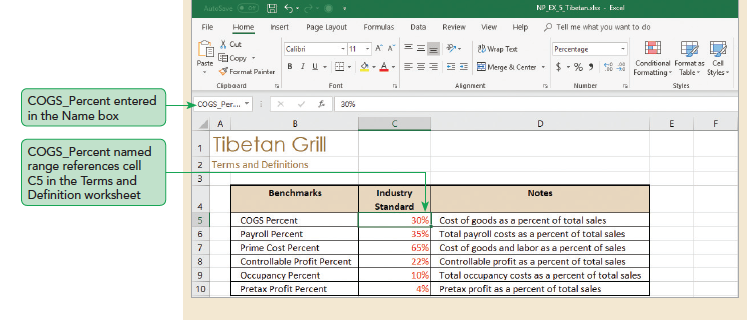 AutoSave Off
NP_EX_5_Tibetan.xlsx - Excel
File Home Insert Page Layout Formulas Data Review View Help Tell me what you want to do
Paste
Cut
Copy
Format Painter
Clipboard
Calibri 11 A A
B I U A
Font
Wrap Text
Merge & Center
Alignment
Percentage
$ % 9
Number
Conditional Format as Cell
Formatting Table Styles
Styles
COGS_Percent entered
in the Name box
COGS_Per... fx 30%
A B C D E F
COGS_Percent named
range references cell
C5 in the Terms and
Definition worksheet
1 Tibetan Grill
2 Terms and Definitions
3
4 Benchmarks Industry Standard Notes
5 COGS Percent 30% Cost of goods as a percent of total sales
6 Payroll Percent 35% Total payroll costs as a percent of total sales
7 Prime Cost Percent 65% Cost of goods and labor as a percent of sales
8 Controllable Profit Percent 22% Controllable profit as a percent of total sales
9 Occupancy Percent 10% Total occupancy costs as a percent of total sales
10 Pretax Profit Percent 4% Pretax profit as a percent of total sales